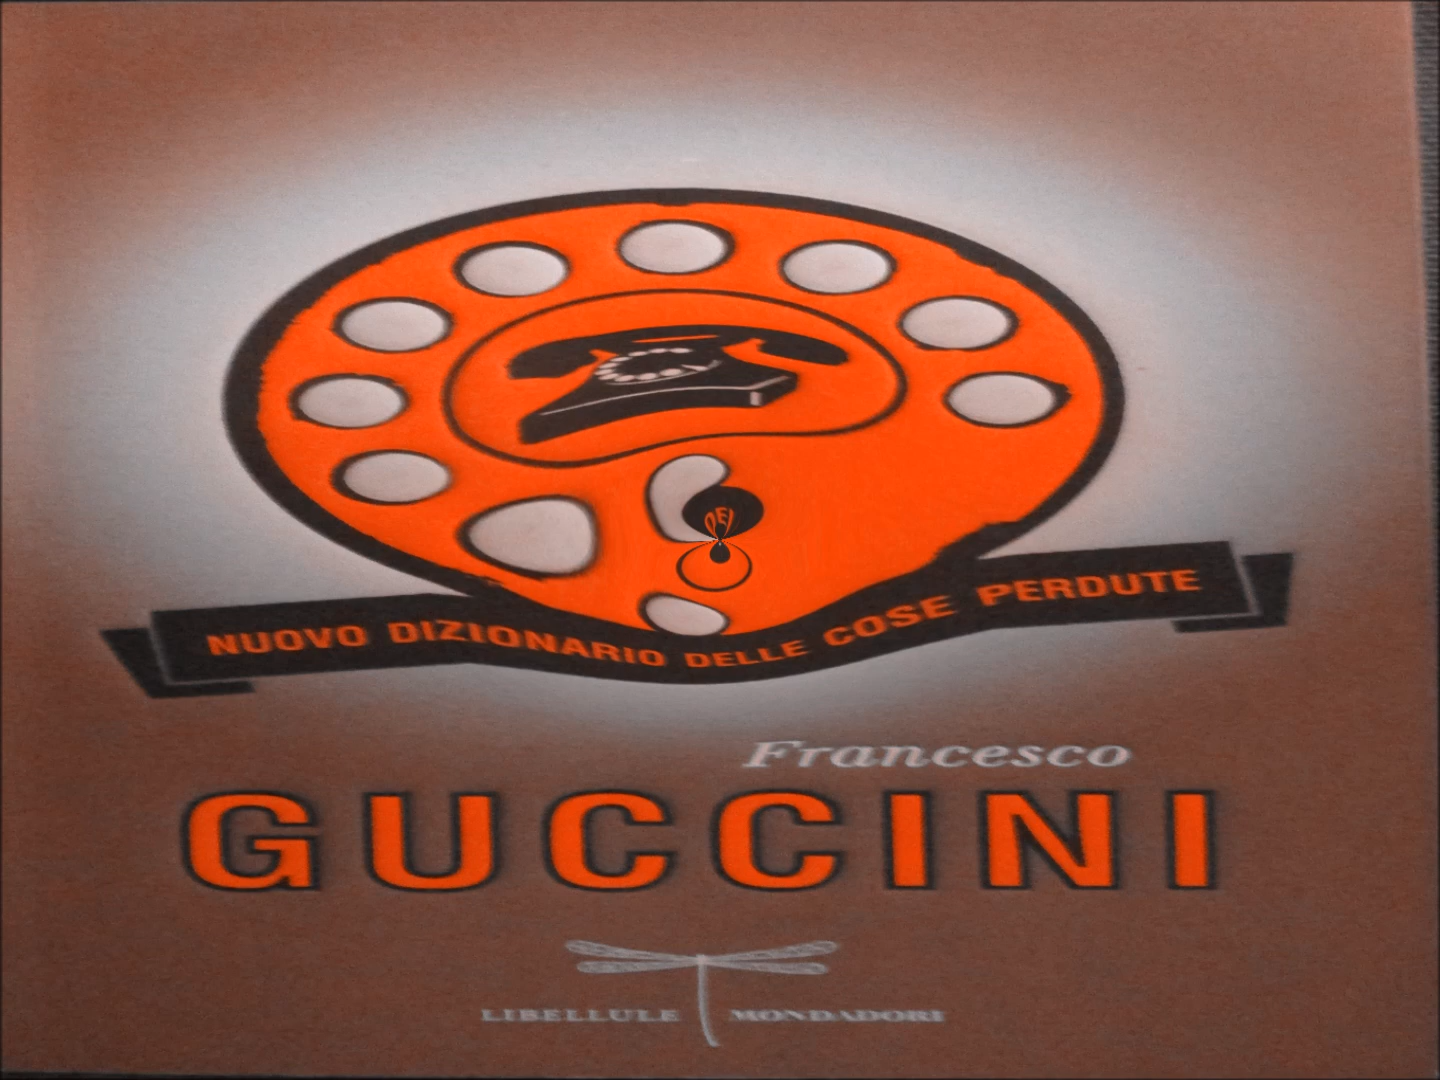 NUOVO DIZIONARIO DELLE COSE PERDUTE
Francesco
GUCCINI
LIBELLULE MONDADORI